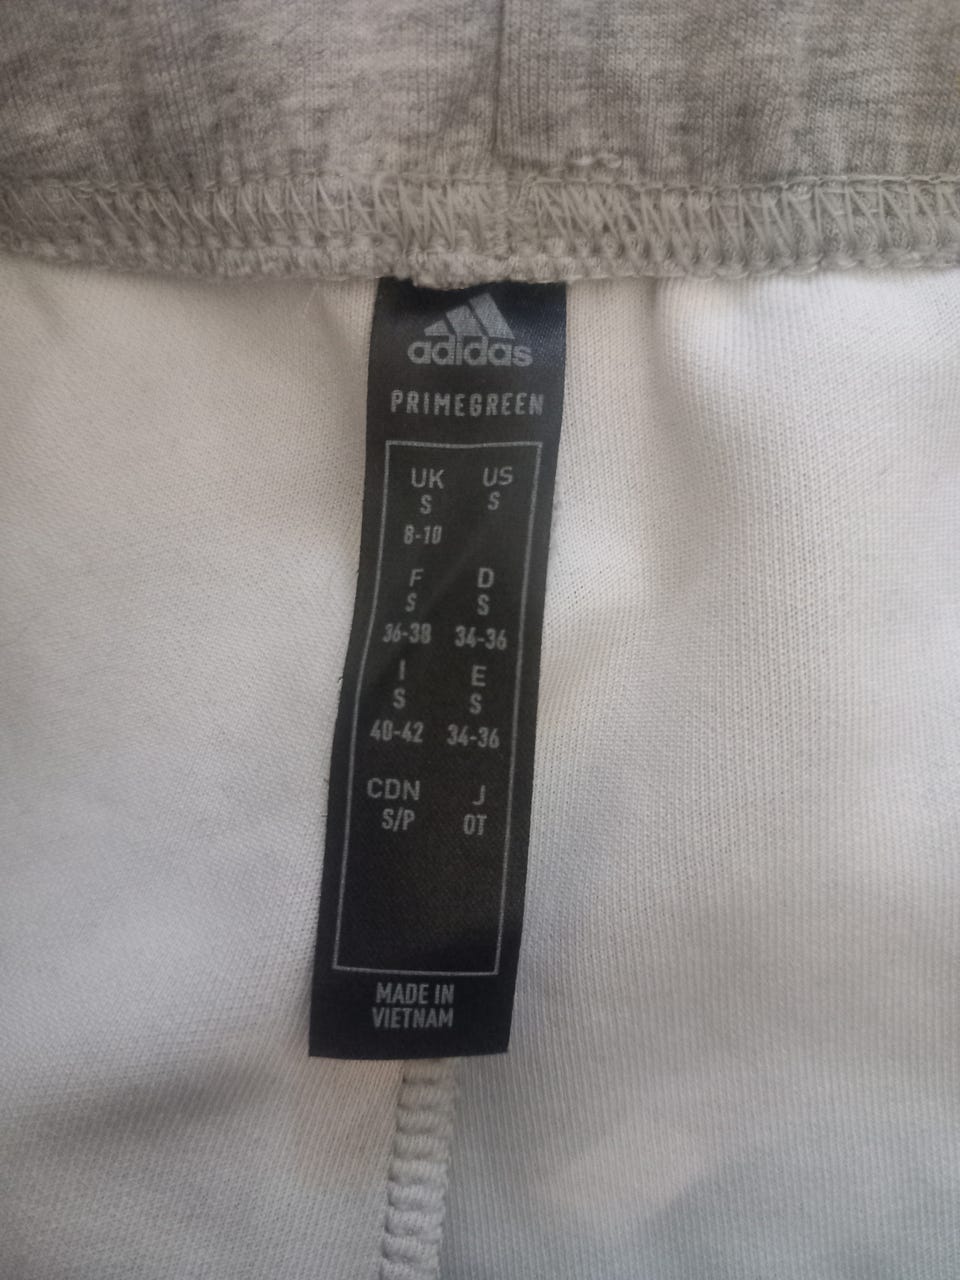 adidas
PRIMEGREEN
UK US
S S
8-10
F D
S S
36-38 34-36
I E
S S
40-42 34-36
CDN J
S/P OT
MADE IN
VIETNAM